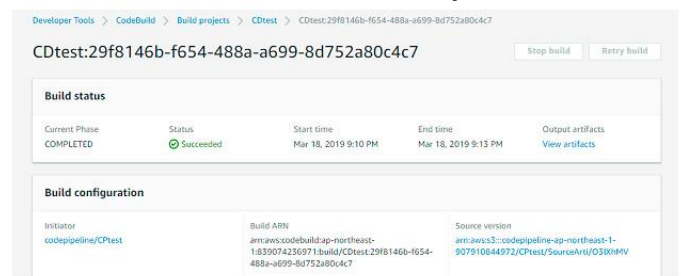 Developer Tools > CodeBuild > Build projects > CDtest > CDtest:29f8146b-f654-488a-a699-8d752a80c4c7
CDtest:29f8146b-f654-488a-a699-8d752a80c4c7
Stop build Retry build
Build status
Current Phase Status Start time End time Output artifacts
COMPLETED Succeeded Mar 18, 2019 9:10 PM Mar 18, 2019 9:13 PM View artifacts
Build configuration
Initiator Build ARN Source version
codepipeline/CPtest arn:aws:codebuild:ap-northeast- arn:aws:s3:::codepipeline-ap-northeast-1-
1:839074236971:build/CDtest:29f8146b-f654- 907910844972/CPtest/SourceArti/O3IXhMV
488a-a699-8d752a80c4c7